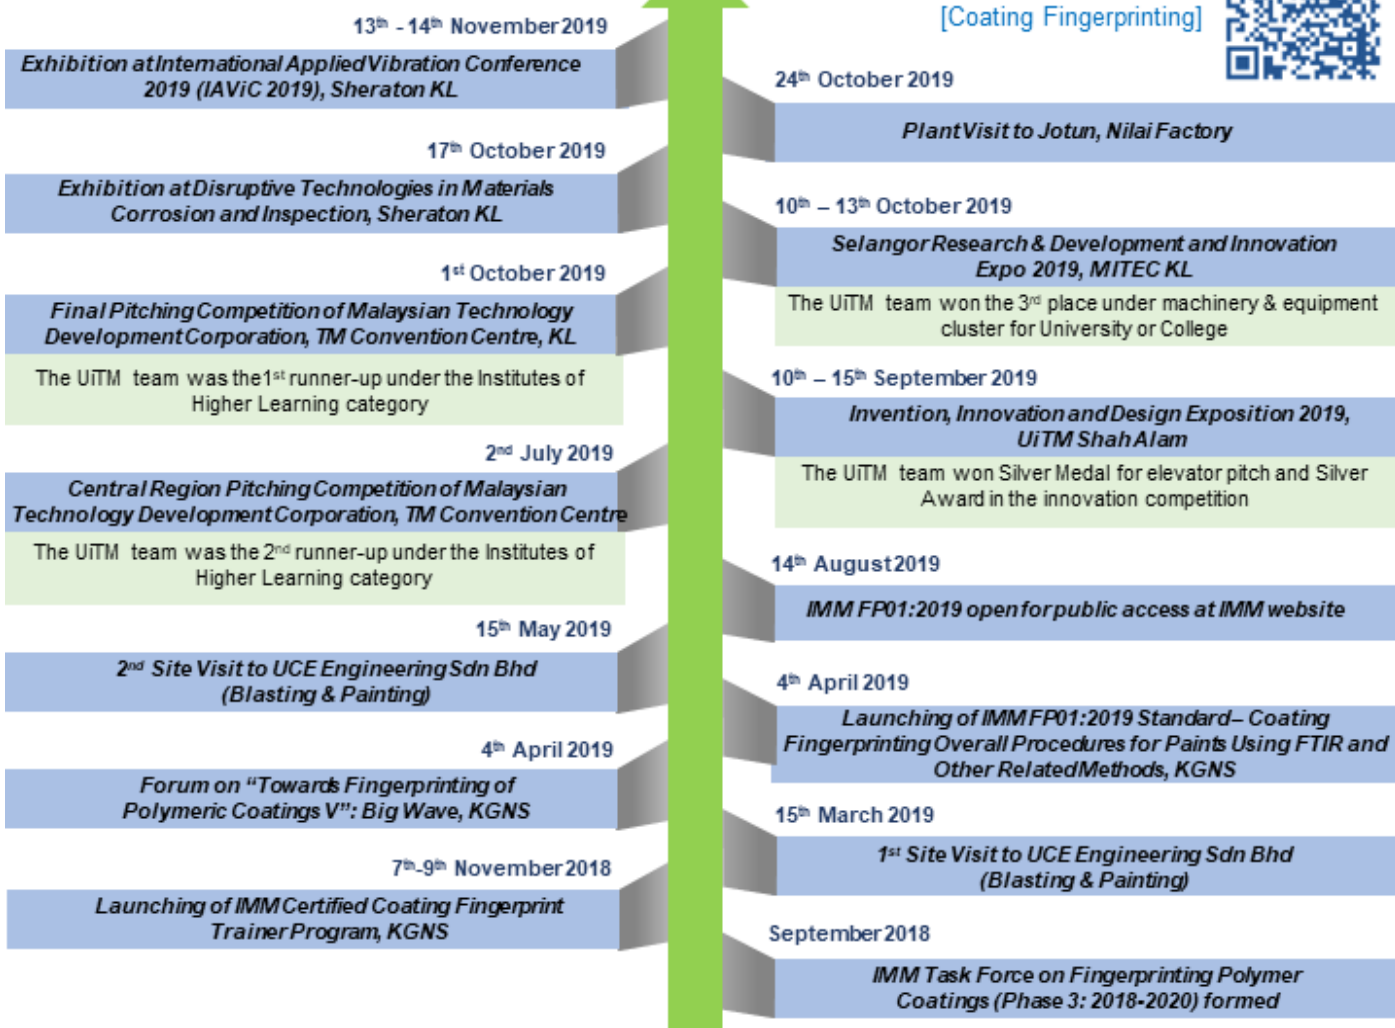 13th - 14th November 2019
Exhibition at International Applied Vibration Conference
2019 (IAViC 2019), Sheraton KL
17th October 2019
Exhibition at Disruptive Technologies in Materials
Corrosion and Inspection, Sheraton KL
1st October 2019
Final Pitching Competition of Malaysian Technology
Development Corporation, TM Convention Centre, KL
The UiTM team was the 1st runner-up under the Institutes of
Higher Learning category
2nd July 2019
Central Region Pitching Competition of Malaysian
Technology Development Corporation, TM Convention Centre
The UiTM team was the 2nd runner-up under the Institutes of
Higher Learning category
15th May 2019
2nd Site Visit to UCE Engineering Sdn Bhd
(Blasting & Painting)
4th April 2019
Forum on “Towards Fingerprinting of
Polymeric Coatings V”: Big Wave, KGNS
7th-9th November 2018
Launching of IMM Certified Coating Fingerprint
Trainer Program, KGNS
[Coating Fingerprinting]
24th October 2019
Plant Visit to Jotun, Nilai Factory
10th – 13th October 2019
Selangor Research & Development and Innovation
Expo 2019, MITEC KL
The UiTM team won the 3rd place under machinery & equipment
cluster for University or College
10th – 15th September 2019
Invention, Innovation and Design Exposition 2019,
UiTM Shah Alam
The UiTM team won Silver Medal for elevator pitch and Silver
Award in the innovation competition
14th August 2019
IMM FP01:2019 open for public access at IMM website
4th April 2019
Launching of IMM FP01:2019 Standard – Coating
Fingerprinting Overall Procedures for Paints Using FTIR and
Other Related Methods, KGNS
15th March 2019
1st Site Visit to UCE Engineering Sdn Bhd
(Blasting & Painting)
September 2018
IMM Task Force on Fingerprinting Polymer
Coatings (Phase 3: 2018-2020) formed